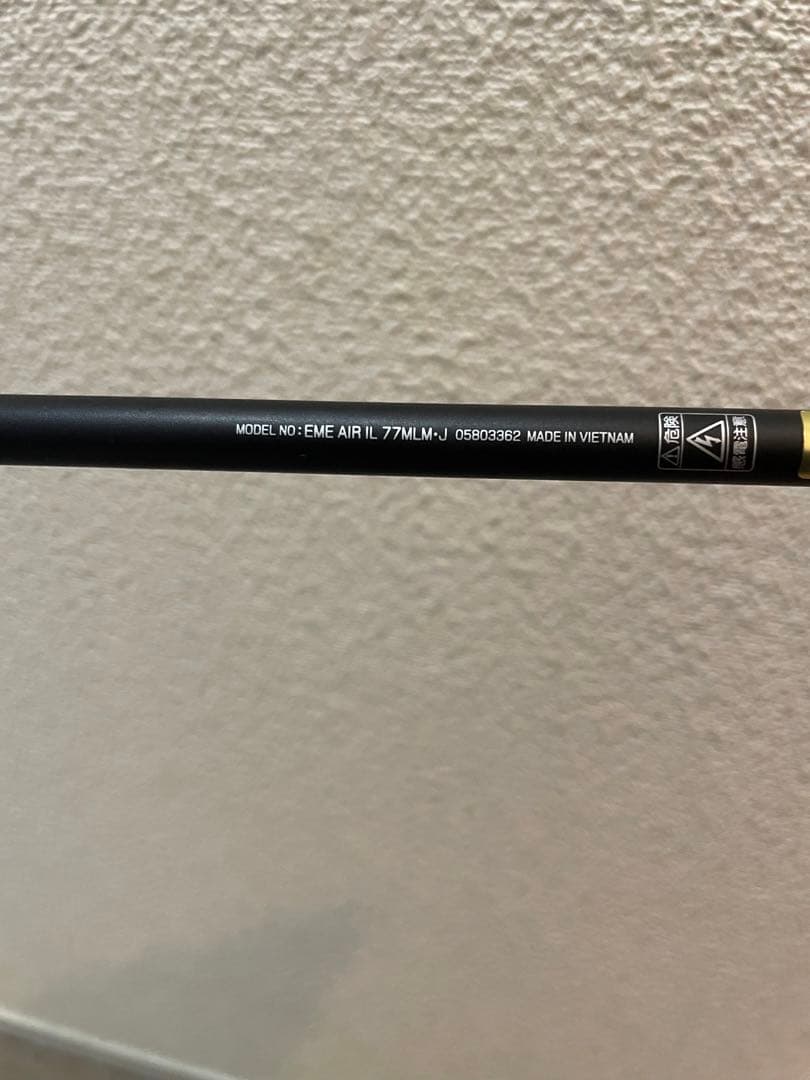 MODEL NO:EME AIR IL 77MLM·J 05803362 MADE IN VIETNAM
危険
感電注意